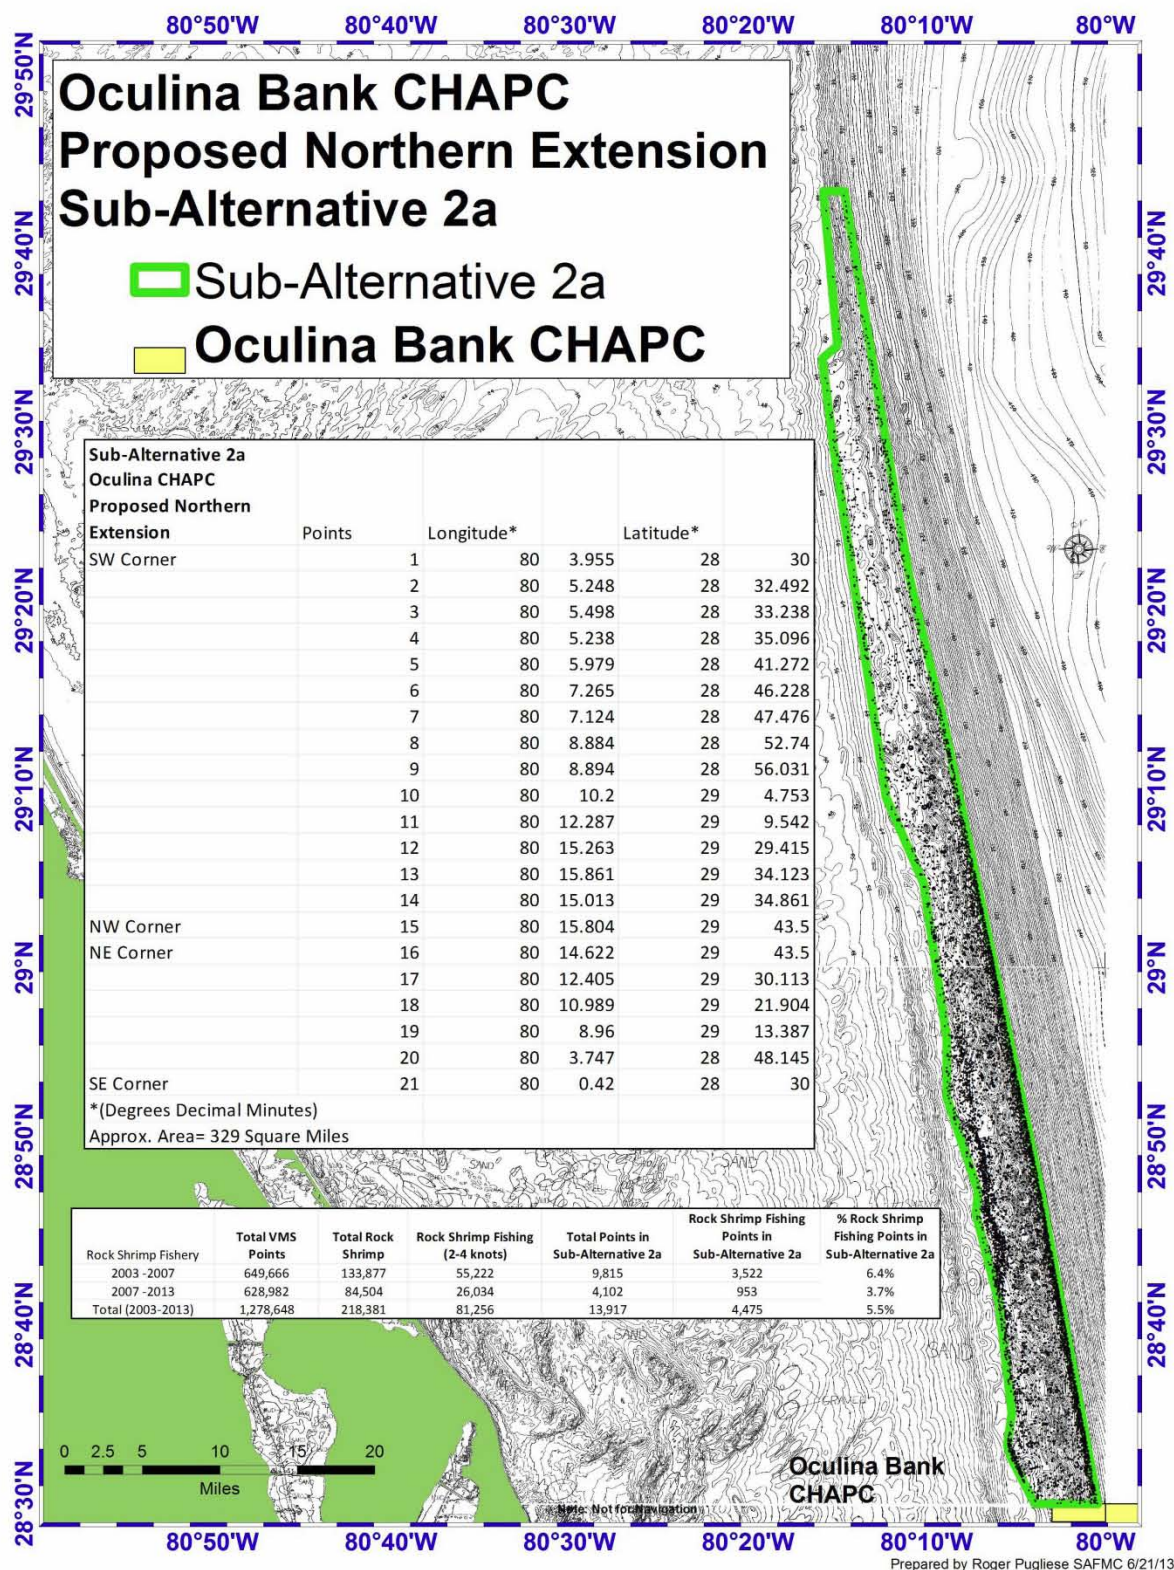 80°50'W 80°40'W 80°30'W 80°20'W 80°10'W 80°W
29°50'N
29°40'N
29°30'N
29°20'N
29°10'N
29°N
28°50'N
28°40'N
28°30'N
Oculina Bank CHAPC
Proposed Northern Extension
Sub-Alternative 2a
Sub-Alternative 2a
Oculina Bank CHAPC
Sub-Alternative 2a
Oculina CHAPC
Proposed Northern
Extension Points Longitude* Latitude*
SW Corner 1 80 3.955 28 30
2 80 5.248 28 32.492
3 80 5.498 28 33.238
4 80 5.238 28 35.096
5 80 5.979 28 41.272
6 80 7.265 28 46.228
7 80 7.124 28 47.476
8 80 8.884 28 52.74
9 80 8.894 28 56.031
10 80 10.2 29 4.753
11 80 12.287 29 9.542
12 80 15.263 29 29.415
13 80 15.861 29 34.123
14 80 15.013 29 34.861
NW Corner 15 80 15.804 29 43.5
NE Corner 16 80 14.622 29 43.5
17 80 12.405 29 30.113
18 80 10.989 29 21.904
19 80 8.96 29 13.387
20 80 3.747 28 48.145
SE Corner 21 80 0.42 28 30
*(Degrees Decimal Minutes)
Approx. Area= 329 Square Miles
SAND
Rock Shrimp Fishery Total VMS Points Total Rock Shrimp Rock Shrimp Fishing (2-4 knots) Total Points in Sub-Alternative 2a Rock Shrimp Fishing Points in Sub-Alternative 2a % Rock Shrimp Fishing Points in Sub-Alternative 2a
2003 -2007 649,666 133,877 55,222 9,815 3,522 6.4%
2007 -2013 628,982 84,504 26,034 4,102 953 3.7%
Total (2003-2013) 1,278,648 218,381 81,256 13,917 4,475 5.5%
SAND
SAND
0 2.5 5 10 15 20
Miles
Oculina Bank
CHAPC
Note: Not for Navigation
29°50'N
29°40'N
29°30'N
29°20'N
29°10'N
29°N
28°50'N
28°40'N
28°30'N
80°50'W 80°40'W 80°30'W 80°20'W 80°10'W 80°W
Prepared by Roger Pugliese SAFMC 6/21/13